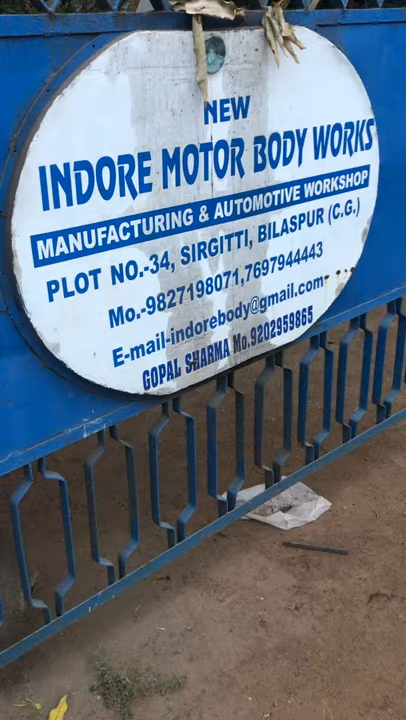 NEW
INDORE MOTOR BODY WORKS
MANUFACTURING & AUTOMOTIVE WORKSHOP
PLOT NO.-34, SIRGITTI, BILASPUR (C.G.)
Mo.-9827198071,7697944443
E-mail-indorebody@gmail.com
GOPAL SHARMA Mo.9202959865